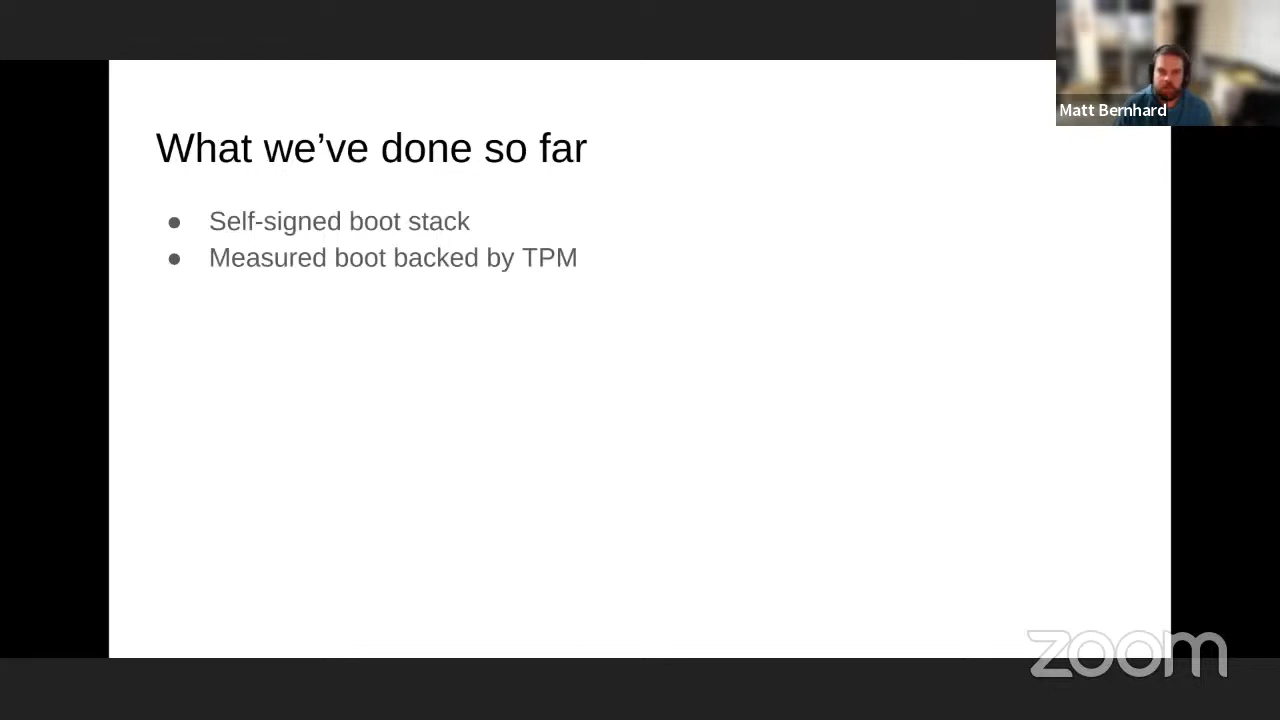 Matt Bernhard
What we’ve done so far
● Self-signed boot stack
● Measured boot backed by TPM
zoom